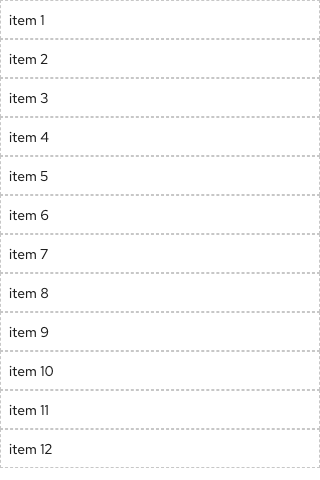 item 1
item 2
item 3
item 4
item 5
item 6
item 7
item 8
item 9
item 10
item 11
item 12